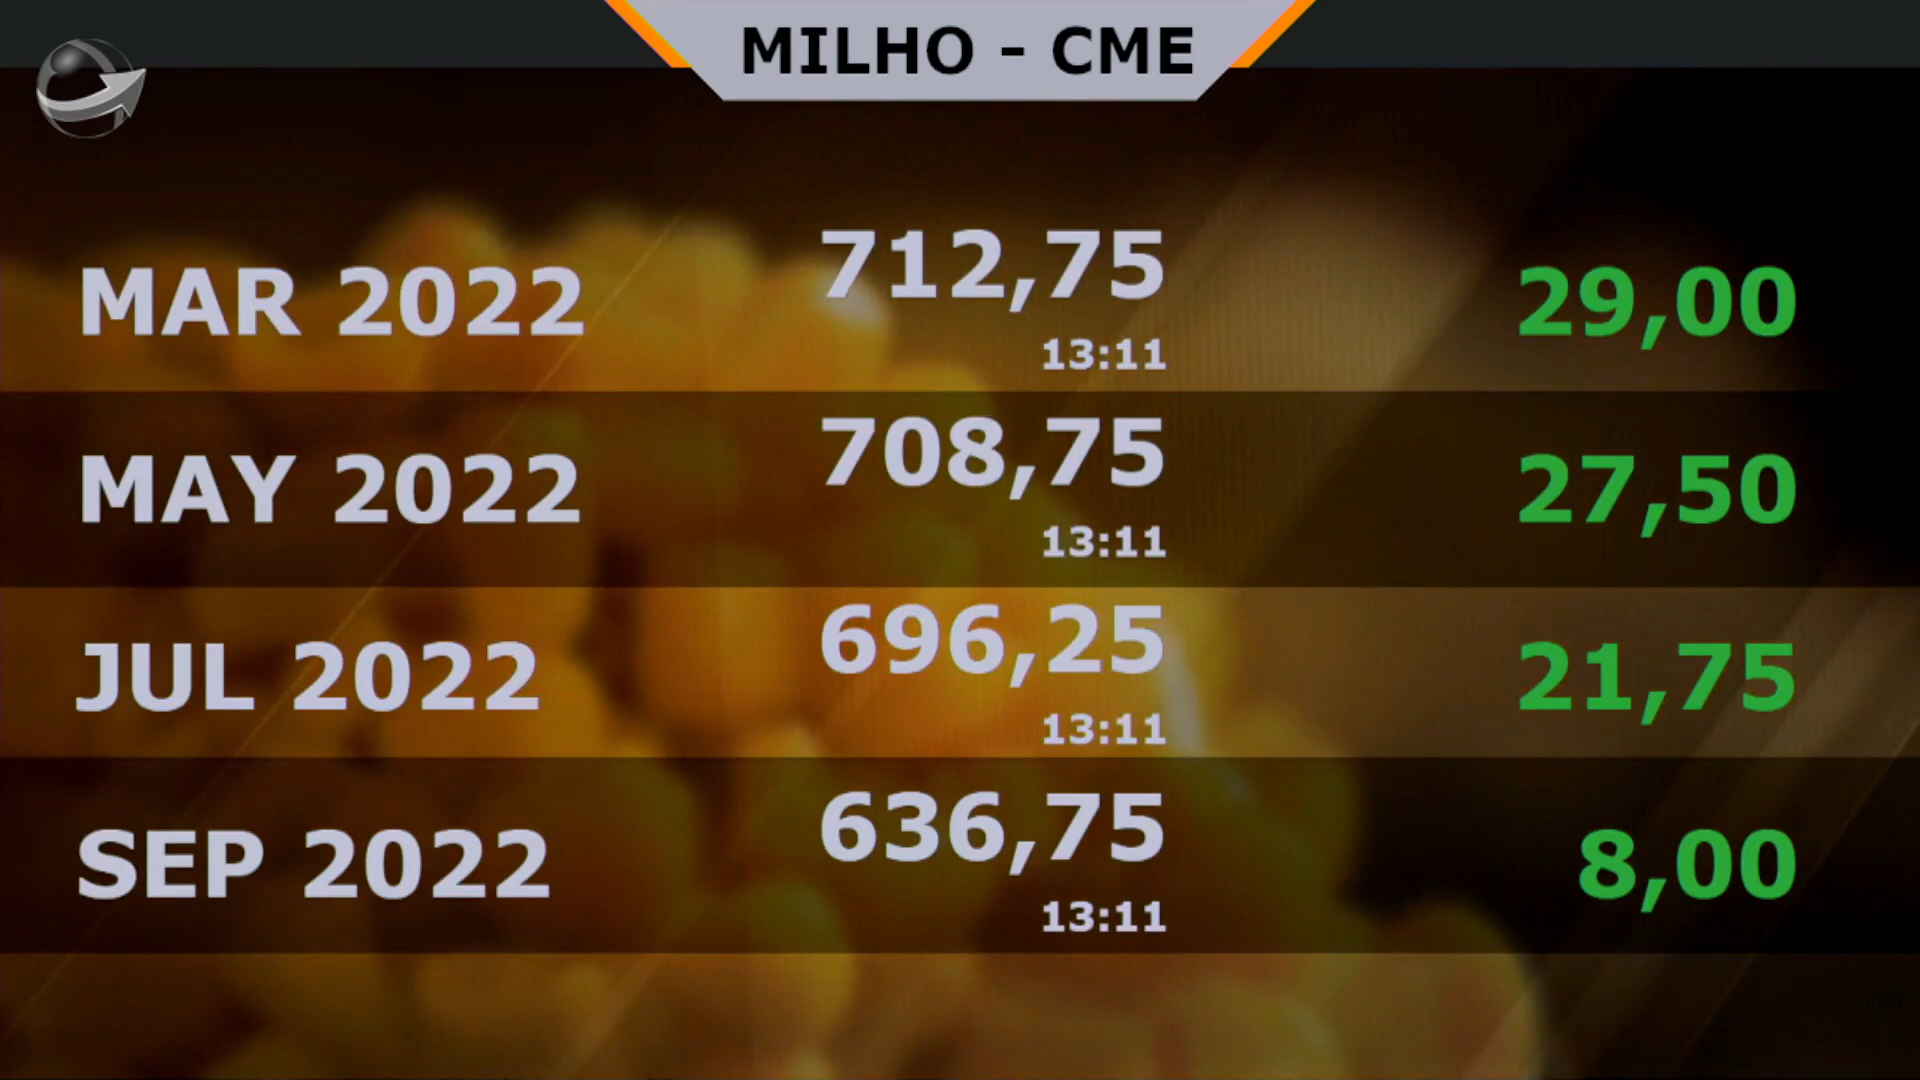 MILHO - CME
MAR 2022
712,75
13:11
29,00
MAY 2022
708,75
13:11
27,50
JUL 2022
696,25
13:11
21,75
SEP 2022
636,75
13:11
8,00